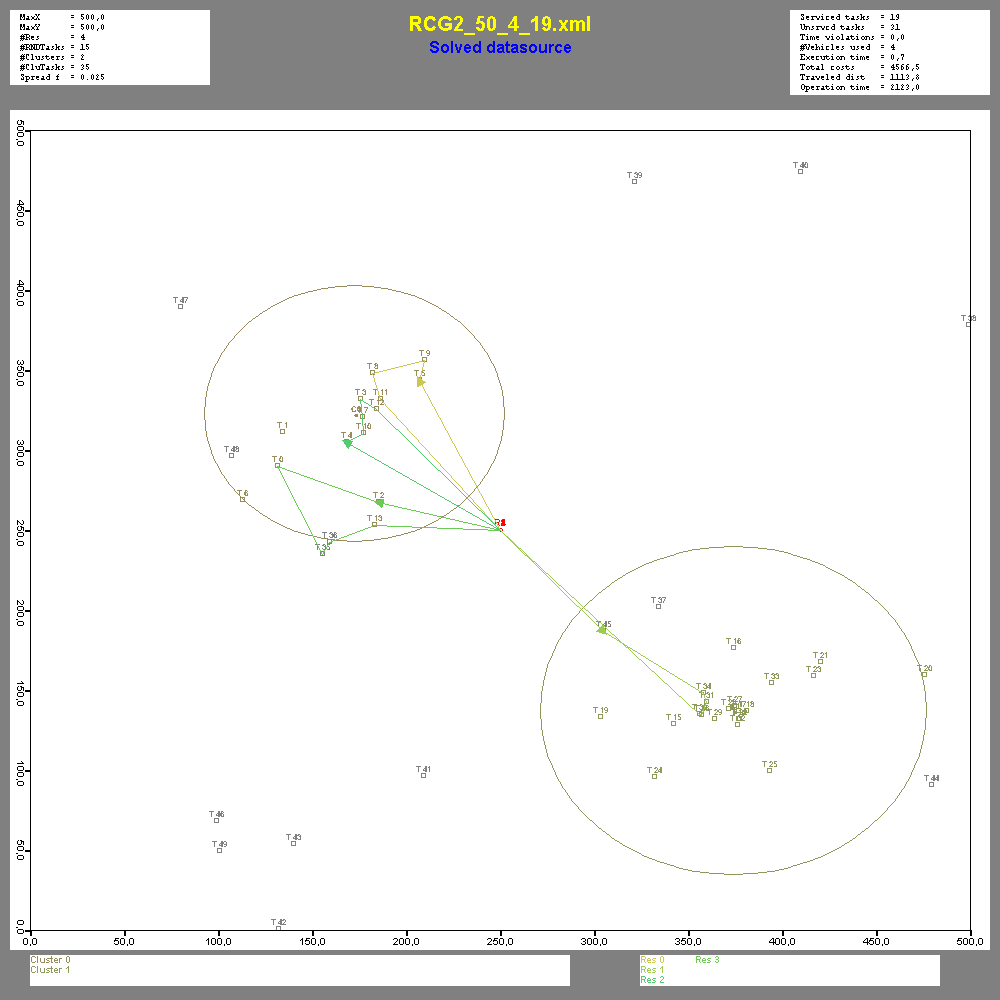 RCG2_50_4_19.xml
Solved datasource
MaxX = 500,0
MaxY = 500,0
#Res = 4
#RNDTasks = 15
#Clusters = 2
#CluTasks = 35
Spread f = 0.025
Serviced tasks = 19
Unsrvcd tasks = 31
Time violations = 0,0
#Vehicles used = 4
Execution time = 0,7
Total costs = 4566,5
Traveled dist = 1113,8
Operation time = 2123,0
500,0
450,0
400,0
350,0
300,0
250,0
200,0
150,0
100,0
50,0
0,0
T 40
T 39
T 47
T 38
T 9
T 8
T 5
T 3
T 11
T 12
T 10
T 1
T 4
T 48
T 0
T 6
T 2
T 13
T 36
T 35
T 37
T 45
T 16
T 21
T 20
T 23
T 33
T 34
T 31
T 27
T 18
T 19
T 29
T 15
T 24
T 25
T 41
T 44
T 46
T 43
T 49
T 42
0,0 50,0 100,0 150,0 200,0 250,0 300,0 350,0 400,0 450,0 500,0
Cluster 0
Cluster 1
Res 0 Res 3
Res 1
Res 2